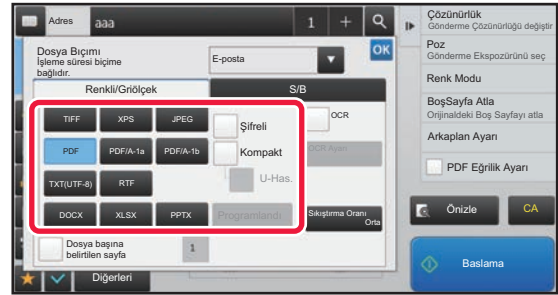 Adres
aaa
1
Dosya Bıçımı
İşleme süresi biçime
bağlıdır.
E-posta
OK
Renkli/Griölçek
S/B
TIFF
XPS
JPEG
Şifreli
OCR
PDF
PDF/A-1a
PDF/A-1b
Kompakt
OCR Ayarı
TXT(UTF-8)
RTF
U-Has.
DOCX
XLSX
PPTX
Programlandı
Sıkıştırma Oranı
Orta
Dosya başına
belirtilen sayfa
1
Diğerleri
Çözünürlük
Gönderme Çözünürlüğü değiştir
Poz
Gönderme Ekspozürünü seç
Renk Modu
BoşSayfa Atla
Orijinaldeki Boş Sayfayı atla
Arkaplan Ayarı
PDF Eğrilik Ayarı
Önizle
CA
Baslama